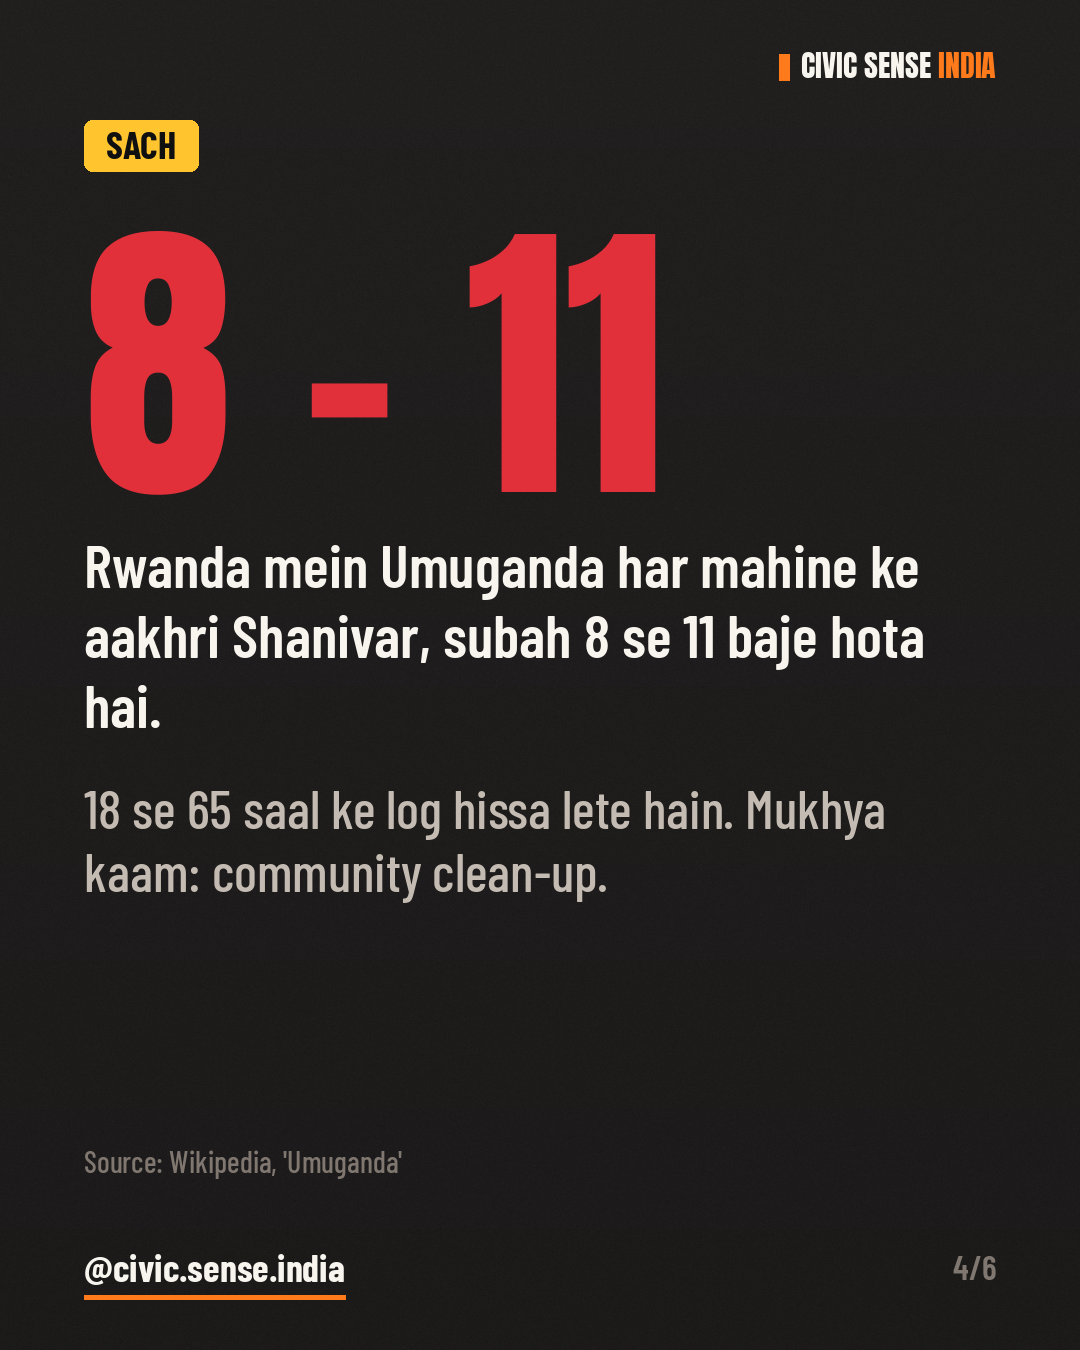 CIVIC SENSE INDIA
SACH
8 - 11
Rwanda mein Umuganda har mahine ke
aakhri Shanivar, subah 8 se 11 baje hota
hai.
18 se 65 saal ke log hissa lete hain. Mukhya
kaam: community clean-up.
Source: Wikipedia, 'Umuganda'
@civic.sense.india
4/6